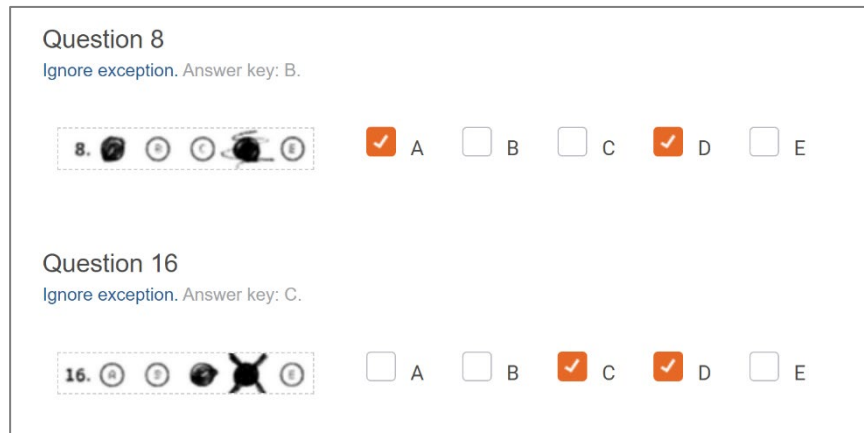 Question 8
Ignore exception. Answer key: B.
8. B C E A B C D E
Question 16
Ignore exception. Answer key: C.
16. A E A B C D E